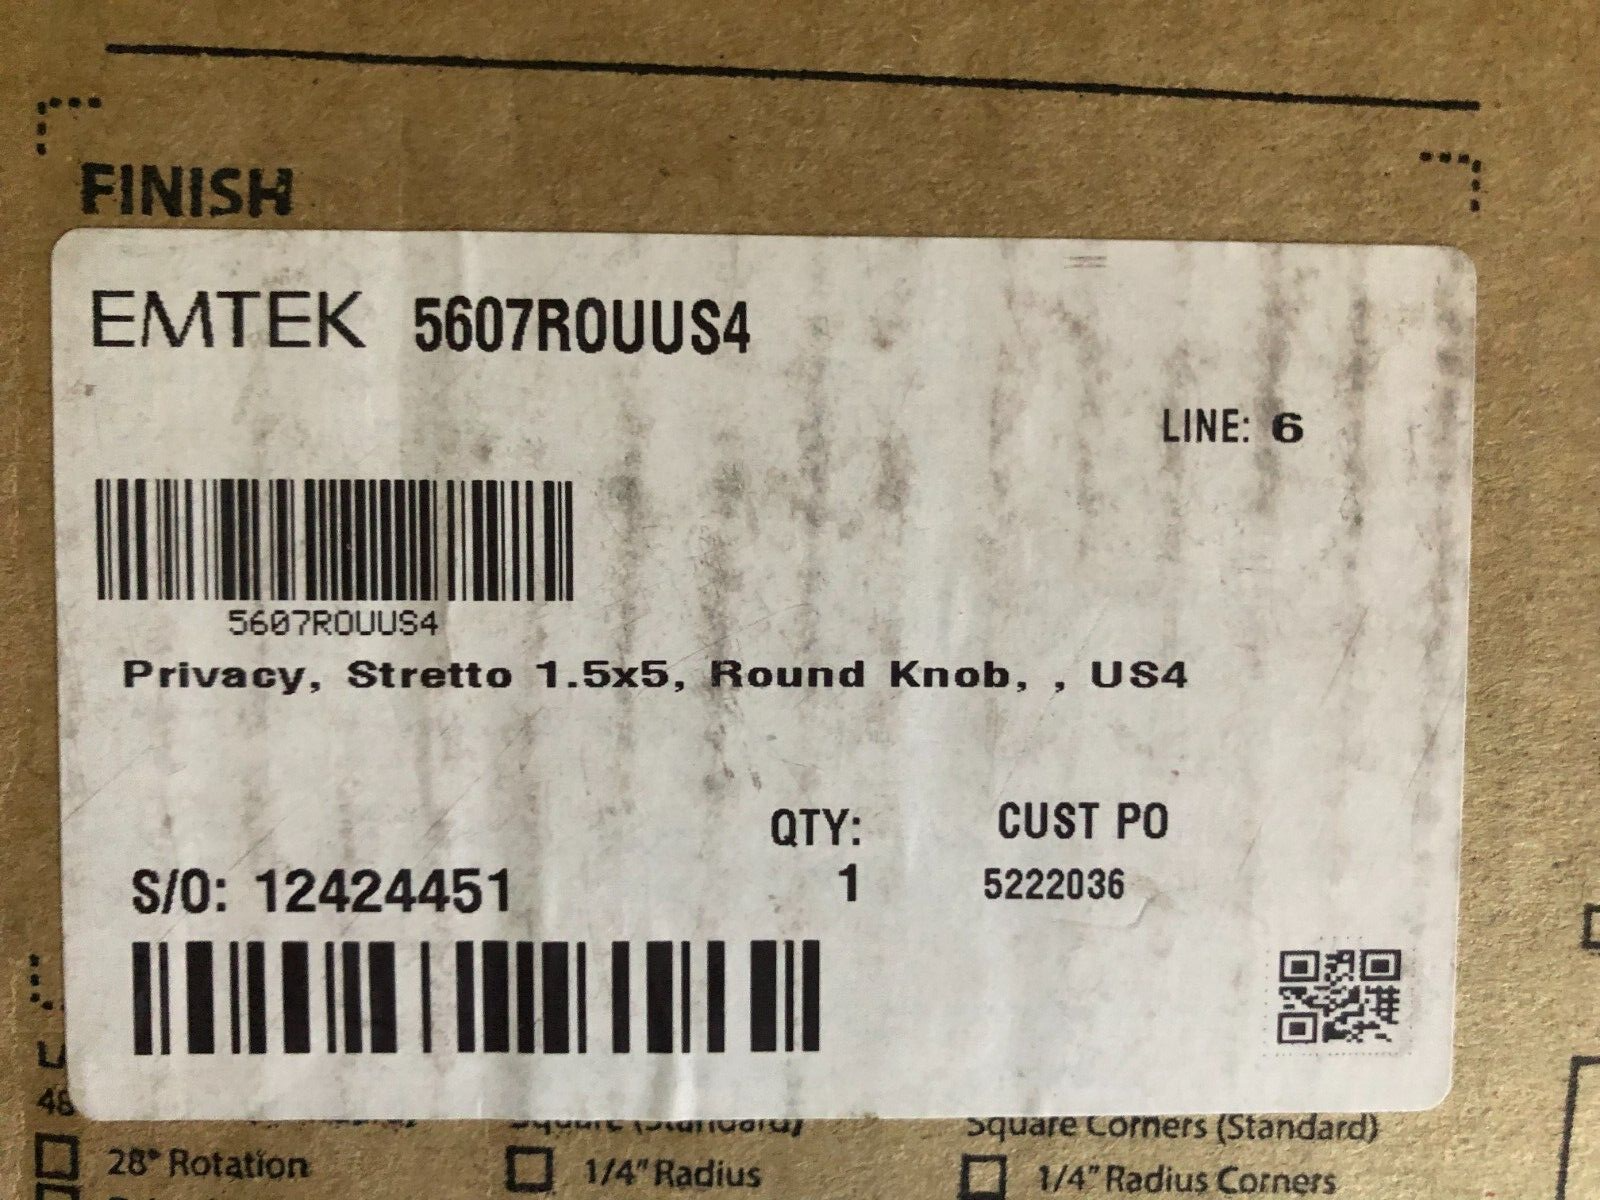 FINISH
EMTEK 5607ROUUS4
LINE: 6
5607ROUUS4
Privacy, Stretto 1.5x5, Round Knob, , US4
QTY: CUST PO
S/O: 12424451 1 5222036
48
Square (Standard) Square Corners (Standard)
28° Rotation 1/4" Radius 1/4" Radius Corners